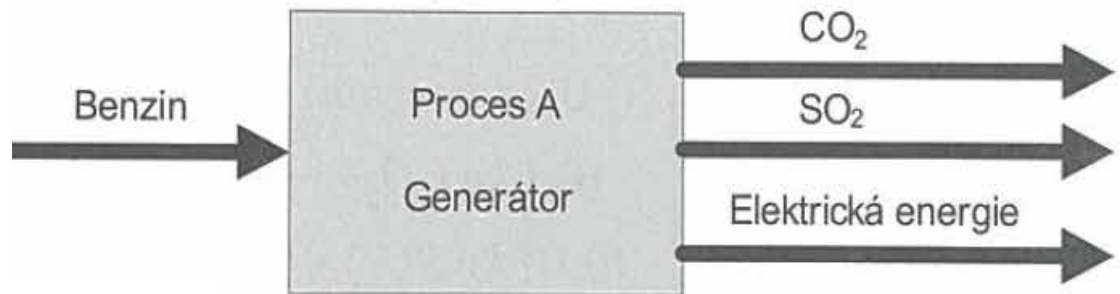 Benzin
Proces A
Generátor
CO₂
SO₂
Elektrická energie